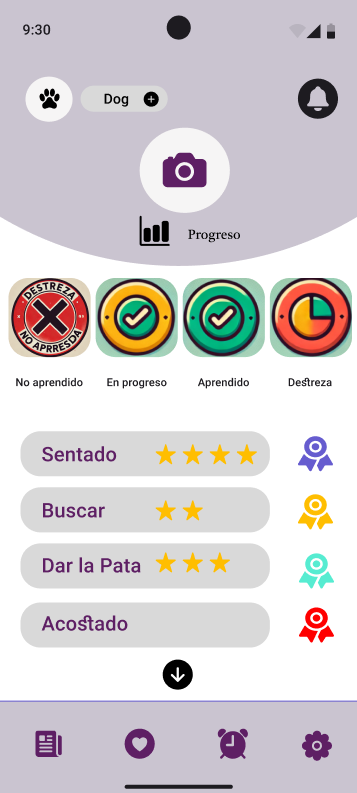 9:30
Dog
Progreso
DESTREZA
NO APRRESDA
No aprendido
En progreso
Aprendido
Destreza
Sentado
Buscar
Dar la Pata
Acostado